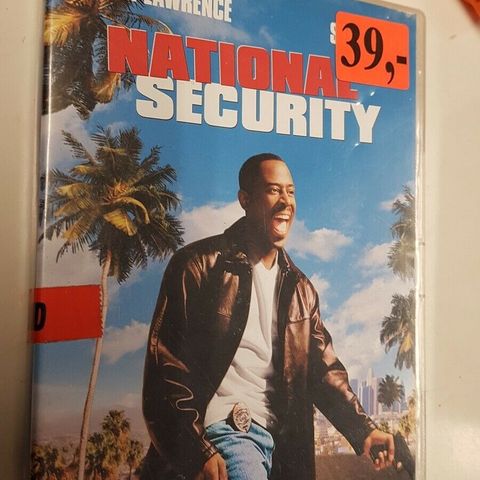 LAWRENCE
S
39,-
NATIONAL
SECURITY
D